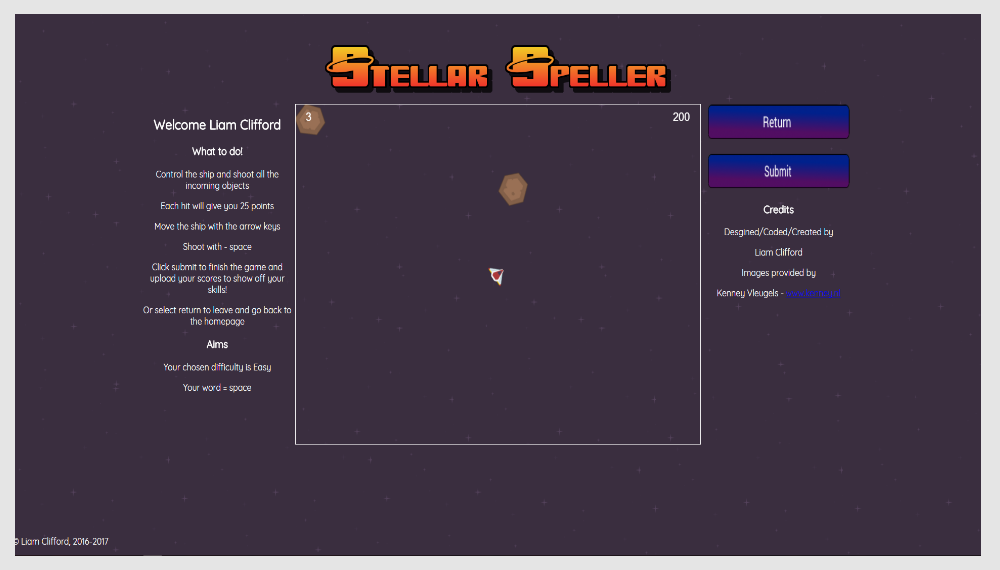 STELLAR SPELLER
Welcome Liam Clifford
What to do!
Control the ship and shoot all the
incoming objects
Each hit will give you 25 points
Move the ship with the arrow keys
Shoot with - space
Click submit to finish the game and
upload your scores to show off your
skills!
Or select return to leave and go back to
the homepage
Aims
Your chosen difficulty is Easy
Your word = space
3
200
Return
Submit
Credits
Desgined/Coded/Created by
Liam Clifford
Images provided by
Kenney Vleugels -
© Liam Clifford, 2016-2017